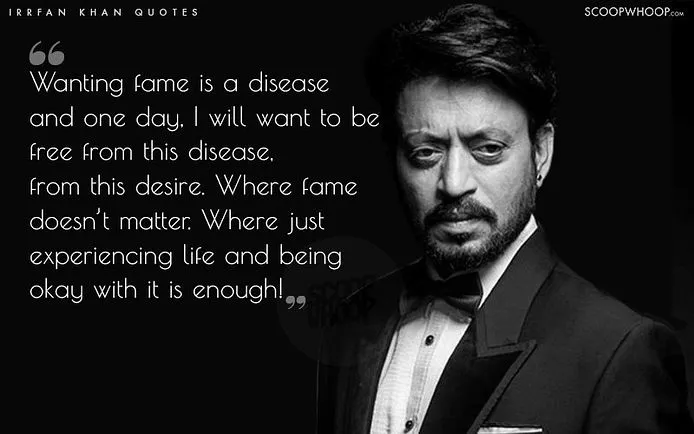 IRRFAN KHAN QUOTES
SCOOPWHOOP.COM
“
Wanting fame is a disease
and one day, I will want to be
free from this disease,
from this desire. Where fame
doesn't matter. Where just
experiencing life and being
okay with it is enough!”